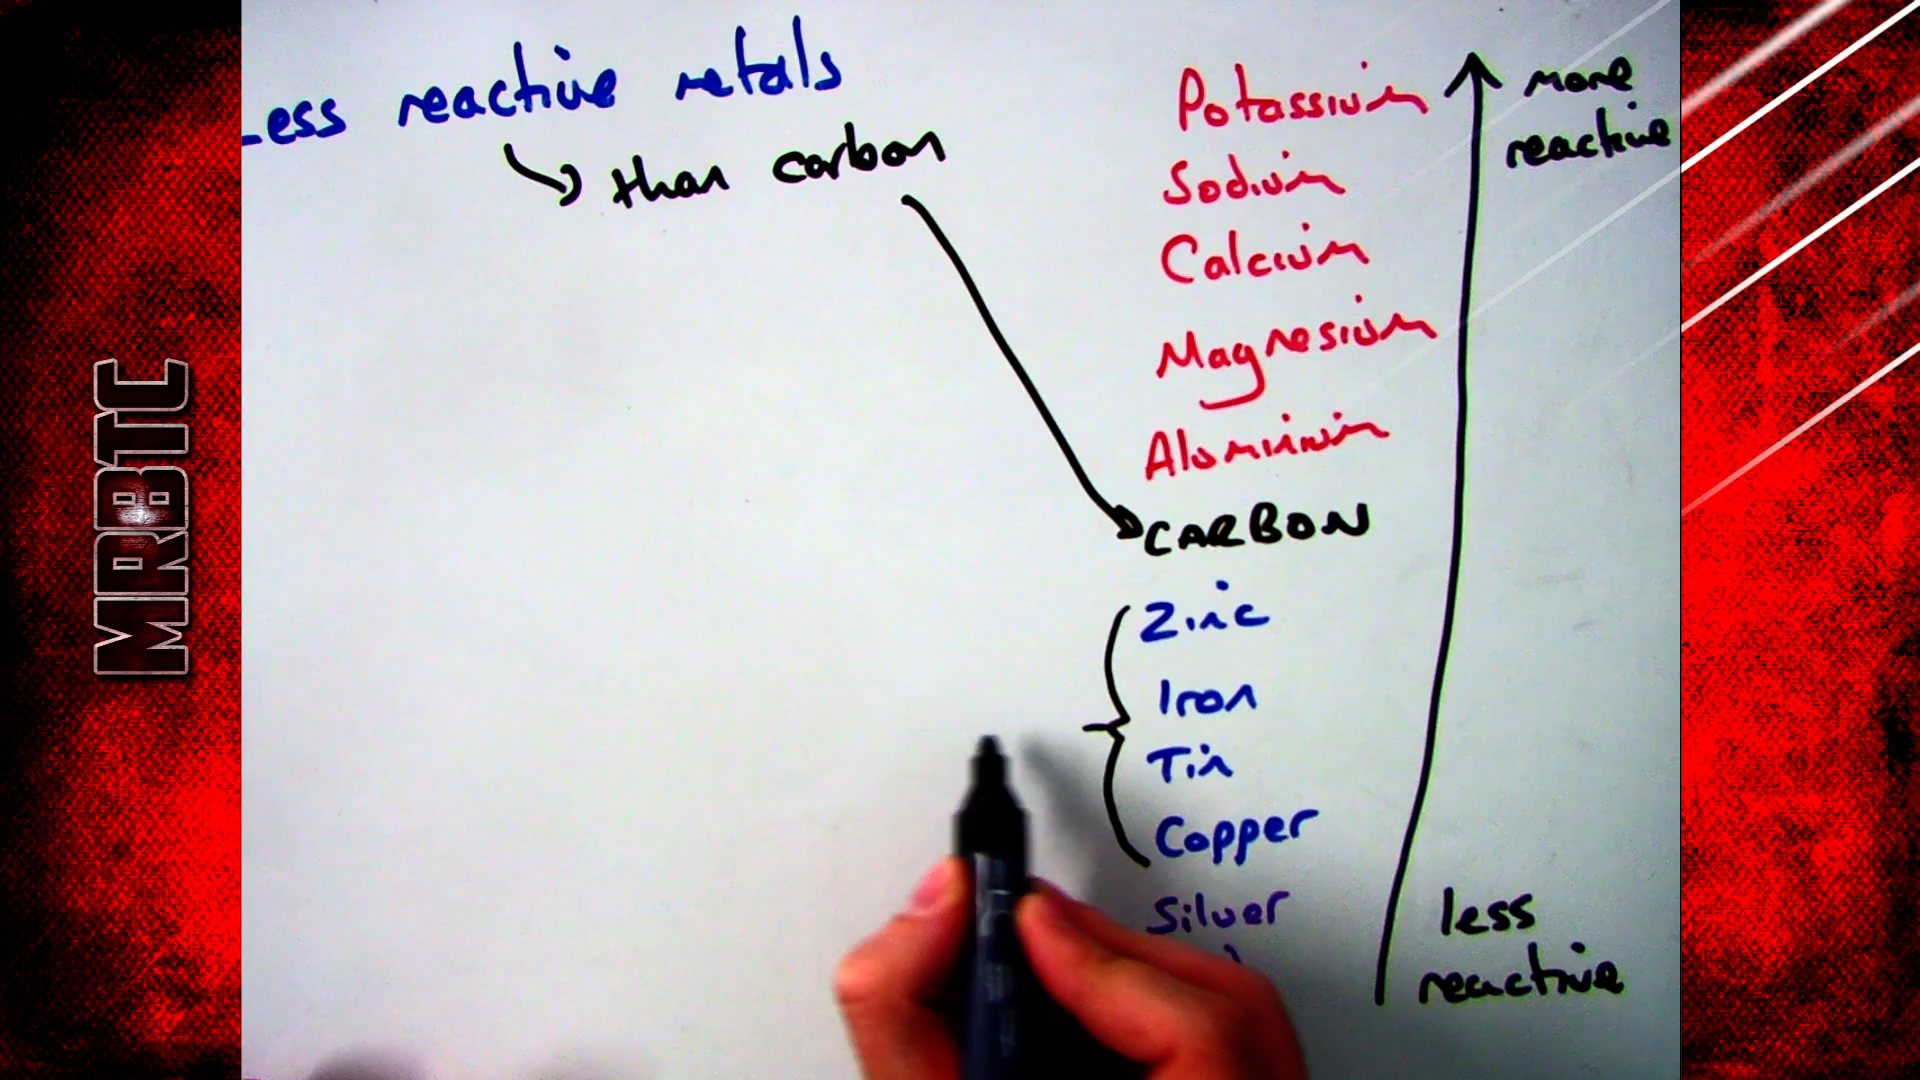 Less reactive metals
than carbon
Potassium
Sodium
Calcium
Magnesium
Aluminium
CARBON
Zinc
Iron
Tin
Copper
Silver
more
reactive
less
reactive
MRBTC